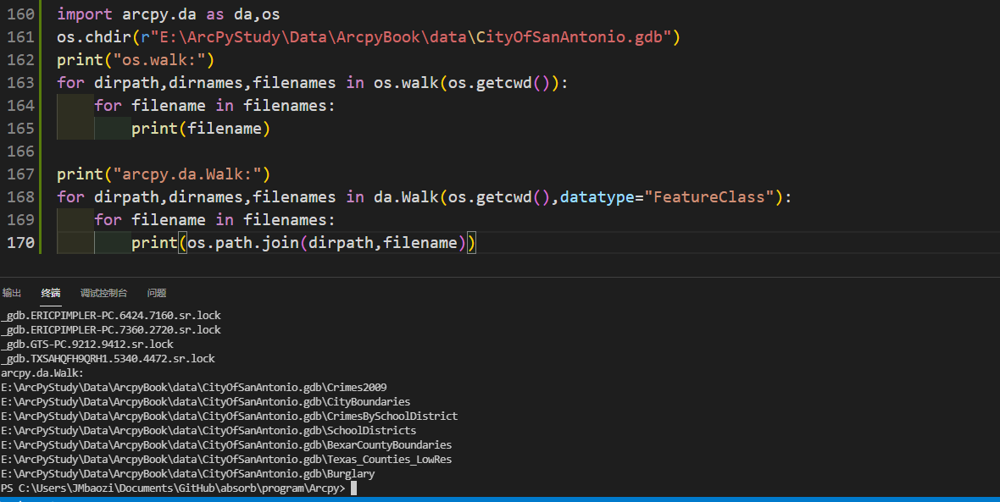 160 import arcpy.da as da,os
161 os.chdir(r"E:\ArcPyStudy\Data\ArcpyBook\data\CityOfSanAntonio.gdb")
162 print("os.walk:")
163 for dirpath,dirnames,filenames in os.walk(os.getcwd()):
164 for filename in filenames:
165 print(filename)
166
167 print("arcpy.da.Walk:")
168 for dirpath,dirnames,filenames in da.Walk(os.getcwd(),datatype="FeatureClass"):
169 for filename in filenames:
170 print(os.path.join(dirpath,filename))
输出 终端 调试控制台 问题
_gdb.ERICPIMPLER-PC.6424.7160.sr.lock
_gdb.ERICPIMPLER-PC.7360.2720.sr.lock
_gdb.GTS-PC.9212.9412.sr.lock
_gdb.TXSAHQFH9QRH1.5340.4472.sr.lock
arcpy.da.Walk:
E:\ArcPyStudy\Data\ArcpyBook\data\CityOfSanAntonio.gdb\Crimes2009
E:\ArcPyStudy\Data\ArcpyBook\data\CityOfSanAntonio.gdb\CityBoundaries
E:\ArcPyStudy\Data\ArcpyBook\data\CityOfSanAntonio.gdb\CrimesBySchoolDistrict
E:\ArcPyStudy\Data\ArcpyBook\data\CityOfSanAntonio.gdb\SchoolDistricts
E:\ArcPyStudy\Data\ArcpyBook\data\CityOfSanAntonio.gdb\BexarCountyBoundaries
E:\ArcPyStudy\Data\ArcpyBook\data\CityOfSanAntonio.gdb\Texas_Counties_LowRes
E:\ArcPyStudy\Data\ArcpyBook\data\CityOfSanAntonio.gdb\Burglary
PS C:\Users\JMbaozi\Documents\GitHub\absorb\program\Arcpy>